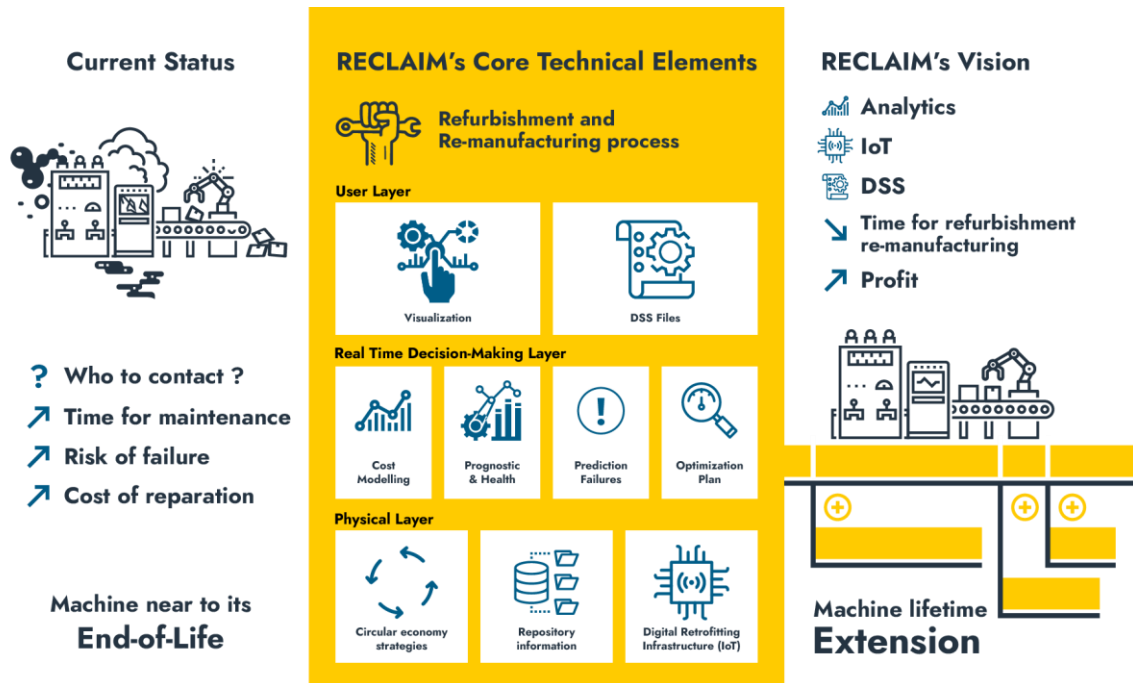 Current Status
Who to contact ?
Time for maintenance
Risk of failure
Cost of reparation
Machine near to its
End-of-Life
RECLAIM's Core Technical Elements
Refurbishment and
Re-manufacturing process
User Layer
Visualization
DSS Files
Real Time Decision-Making Layer
Cost
Modelling
Prognostic
& Health
Prediction
Failures
Optimization
Plan
Physical Layer
Circular economy
strategies
Repository
information
Digital Retrofitting
Infrastructure (IoT)
RECLAIM's Vision
Analytics
IoT
DSS
Time for refurbishment
re-manufacturing
Profit
Machine lifetime
Extension